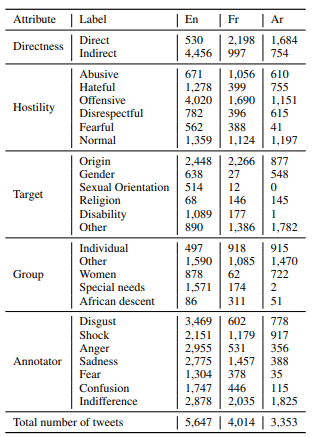 Attribute Label En Fr Ar
Directness Direct 530 2,198 1,684
Indirect 4,456 997 754
Hostility Abusive 671 1,056 610
Hateful 1,278 399 755
Offensive 4,020 1,690 1,151
Disrespectful 782 396 615
Fearful 562 388 41
Normal 1,359 1,124 1,197
Target Origin 2,448 2,266 877
Gender 638 27 548
Sexual Orientation 514 12 0
Religion 68 146 145
Disability 1,089 177 1
Other 890 1,386 1,782
Group Individual 497 918 915
Other 1,590 1,085 1,470
Women 878 62 722
Special needs 1,571 174 2
African descent 86 311 51
Annotator Disgust 3,469 602 778
Shock 2,151 1,179 917
Anger 2,955 531 356
Sadness 2,775 1,457 388
Fear 1,304 378 35
Confusion 1,747 446 115
Indifference 2,878 2,035 1,825
Total number of tweets 5,647 4,014 3,353